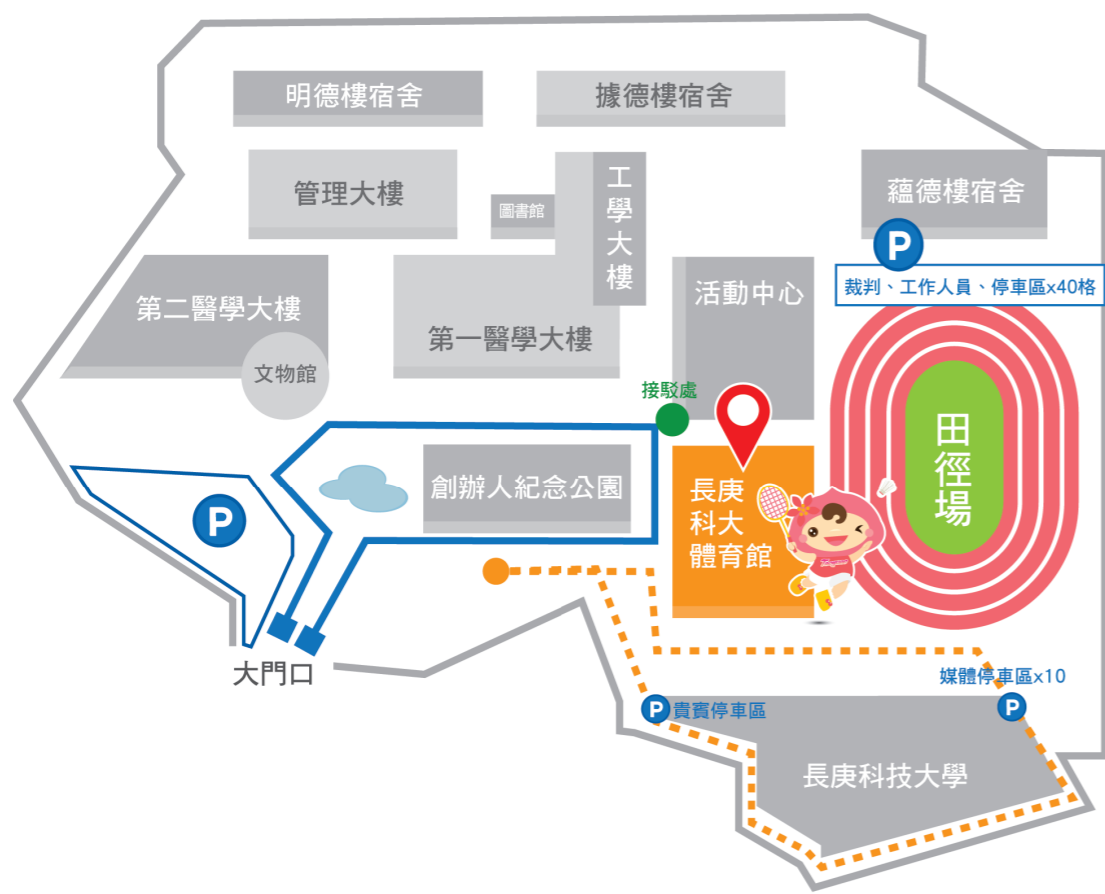 明德樓宿舍
據德樓宿舍
管理大樓
圖書館
工學大樓
蘊德樓宿舍
P
裁判、工作人員、停車區x40格
第二醫學大樓
文物館
第一醫學大樓
活動中心
接駁處
田徑場
創辦人紀念公園
長庚
科大
體育館
P
大門口
媒體停車區x10
P
P
貴賓停車區
長庚科技大學